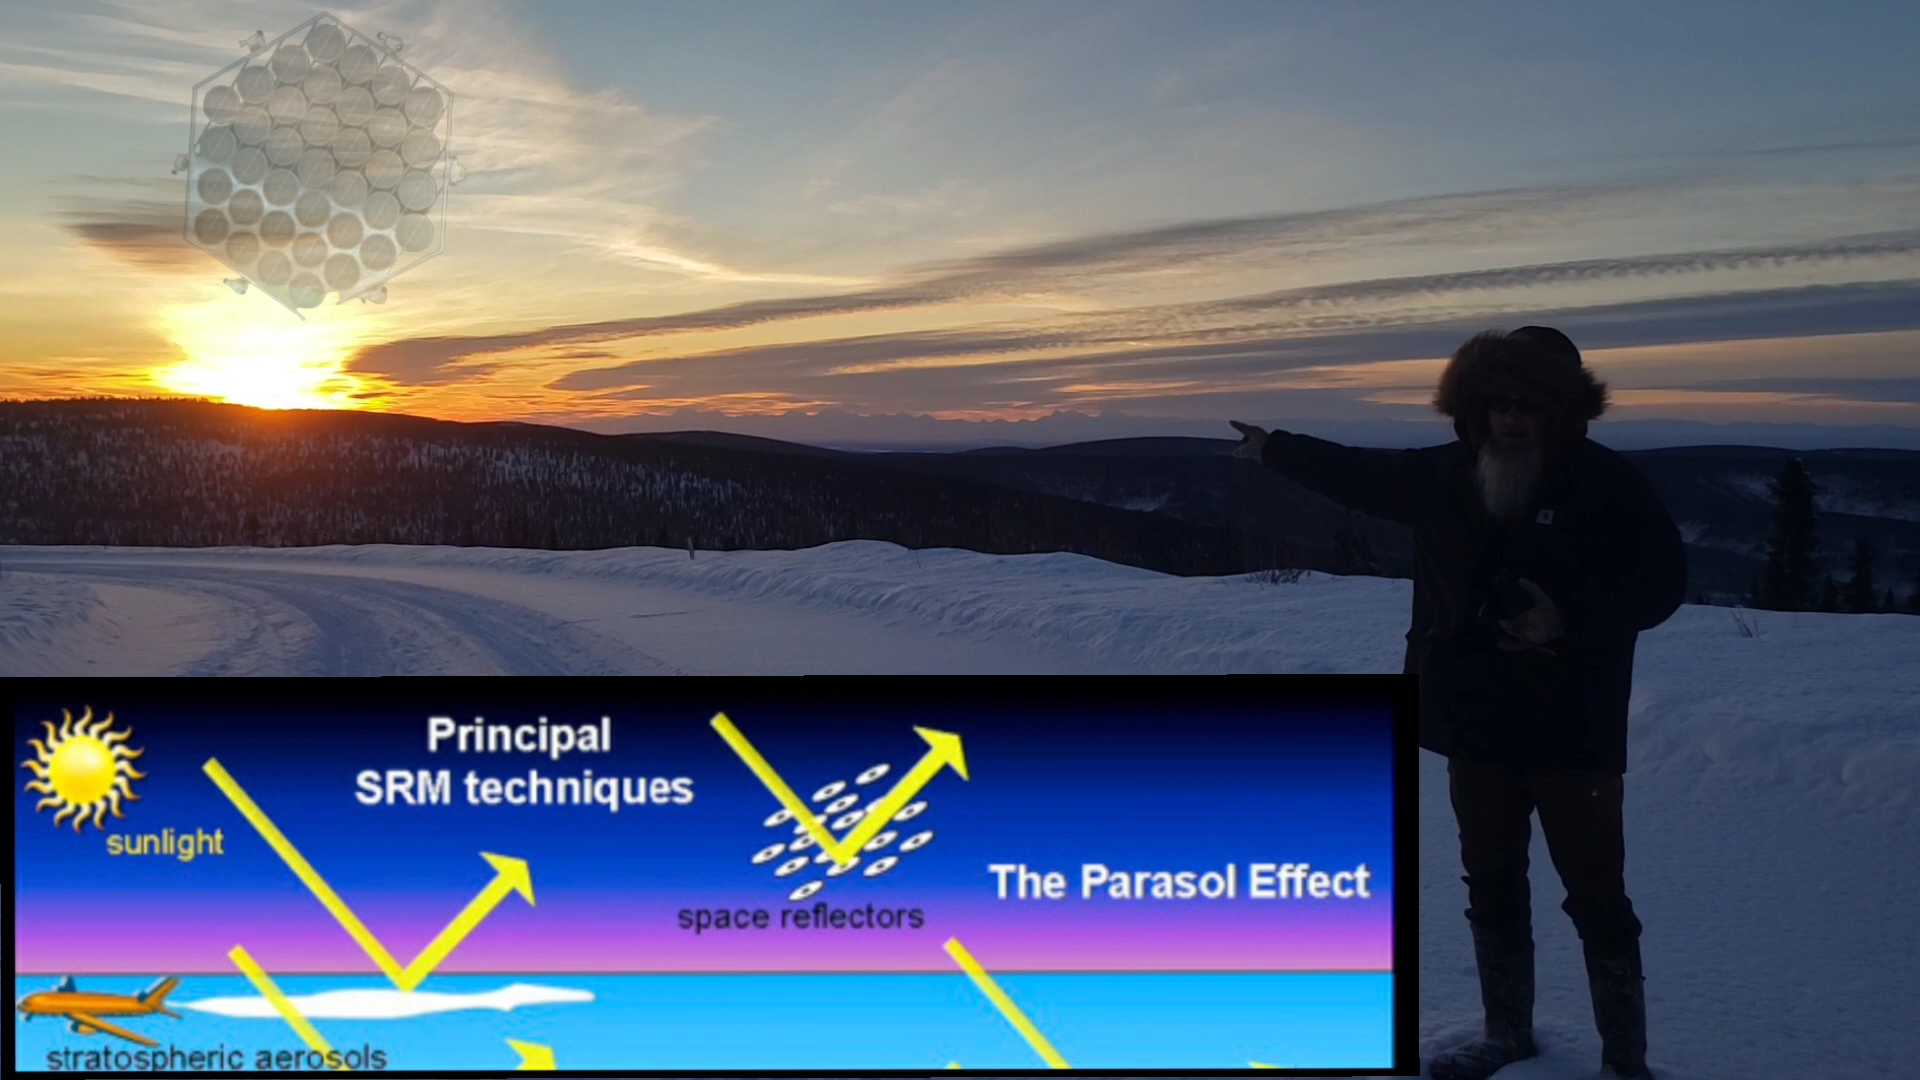 Principal
SRM techniques
sunlight
The Parasol Effect
space reflectors
stratospheric aerosols